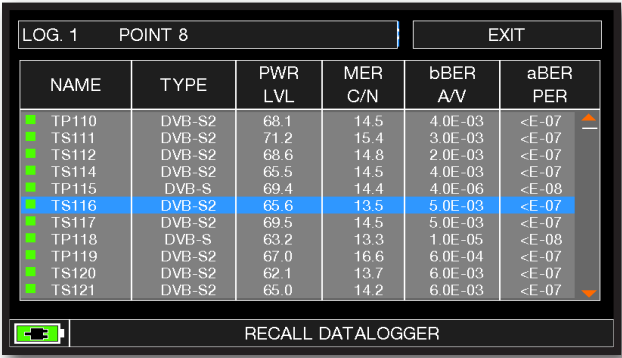 LOG. 1 POINT 8 EXIT
NAME TYPE PWR LVL MER C/N bBER A/V aBER PER
TP110 DVB-S2 68.1 14.5 4.0E-03 <E-07
TS111 DVB-S2 71.2 15.4 3.0E-03 <E-07
TS112 DVB-S2 68.6 14.8 2.0E-03 <E-07
TS114 DVB-S2 65.5 14.5 4.0E-03 <E-07
TP115 DVB-S 69.4 14.4 4.0E-06 <E-08
TS116 DVB-S2 65.6 13.5 5.0E-03 <E-07
TS117 DVB-S2 69.5 14.5 5.0E-03 <E-07
TP118 DVB-S 63.2 13.3 1.0E-05 <E-08
TP119 DVB-S2 67.0 16.6 6.0E-04 <E-07
TS120 DVB-S2 62.1 13.7 6.0E-03 <E-07
TS121 DVB-S2 65.0 14.2 6.0E-03 <E-07
RECALL DATALOGGER